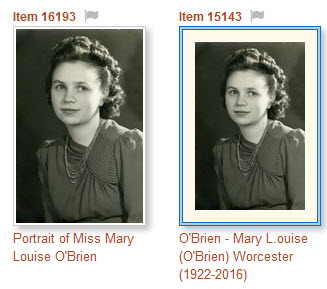 Item 16193
Item 15143
Portrait of Miss Mary
Louise O'Brien
O'Brien - Mary L.ouise
(O'Brien) Worcester
(1922-2016)